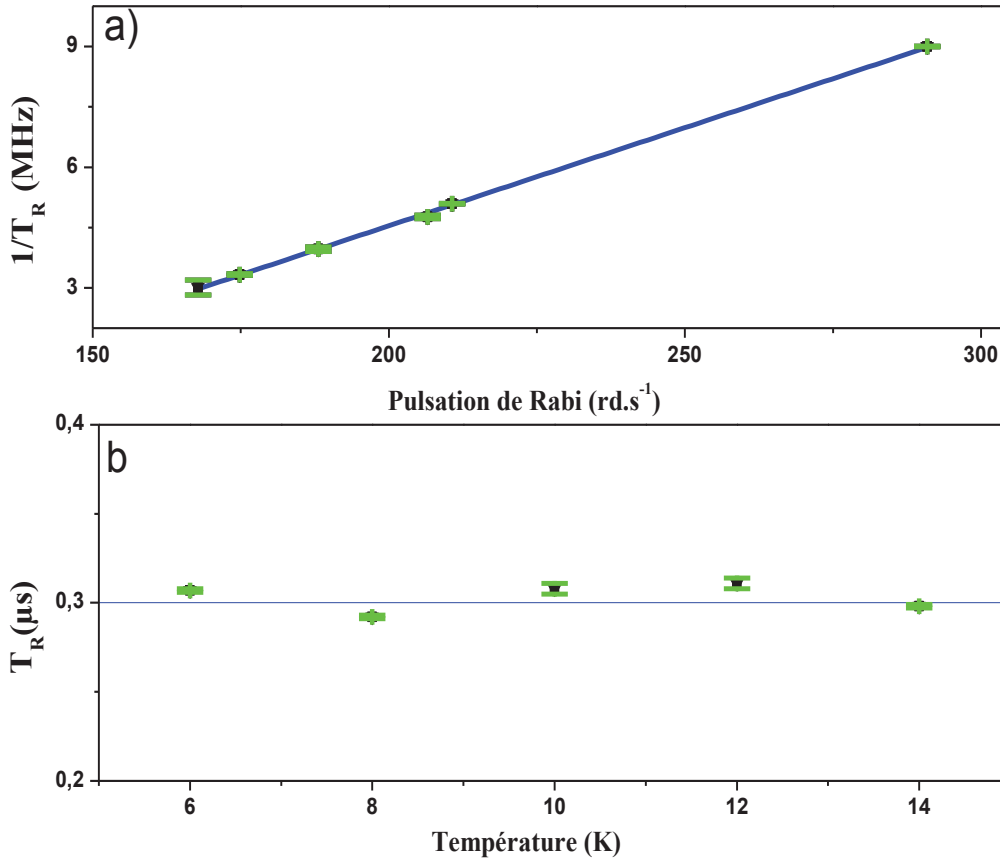 a)
9
6
3
1/T_R (MHz)
150 200 250 300
Pulsation de Rabi (rd.s⁻¹)
b
0,4
0,3
0,2
T_R(µs)
6 8 10 12 14
Température (K)